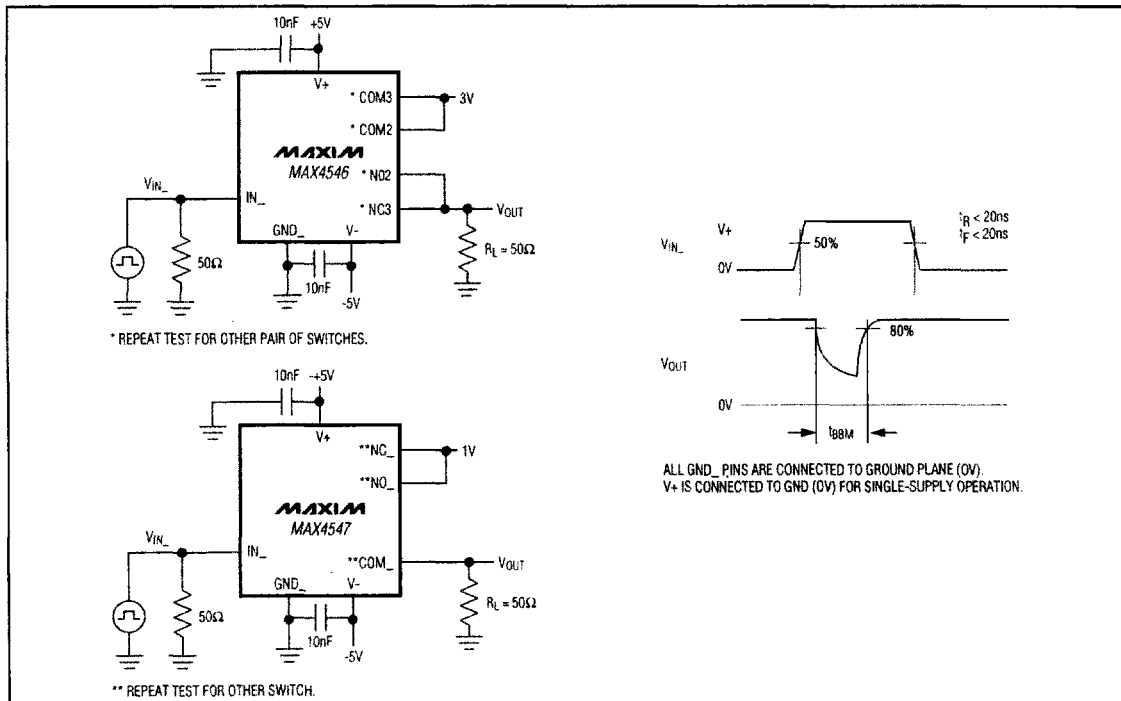 10nF +5V
V+
* COM3
3V
* COM2
MAXIM
MAX4546
* N02
VIN_
IN_
* NC3
VOUT
GND_ V-
50Ω
RL = 50Ω
10nF
-5V
* REPEAT TEST FOR OTHER PAIR OF SWITCHES.
10nF -+5V
V+
**NC_
1V
**NO_
MAXIM
MAX4547
VIN_
IN_
**COM_
VOUT
GND_ V-
50Ω
RL = 50Ω
10nF
-5V
** REPEAT TEST FOR OTHER SWITCH.
tR < 20ns
tF < 20ns
V+
VIN_
50%
0V
80%
VOUT
0V
tBBM
ALL GND_ PINS ARE CONNECTED TO GROUND PLANE (0V).
V+ IS CONNECTED TO GND (0V) FOR SINGLE-SUPPLY OPERATION.